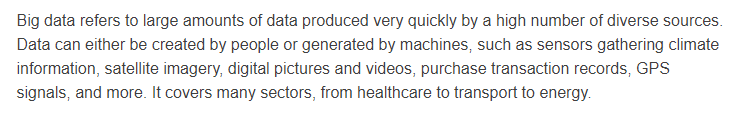 Big data refers to large amounts of data produced very quickly by a high number of diverse sources.
Data can either be created by people or generated by machines, such as sensors gathering climate
information, satellite imagery, digital pictures and videos, purchase transaction records, GPS
signals, and more. It covers many sectors, from healthcare to transport to energy.